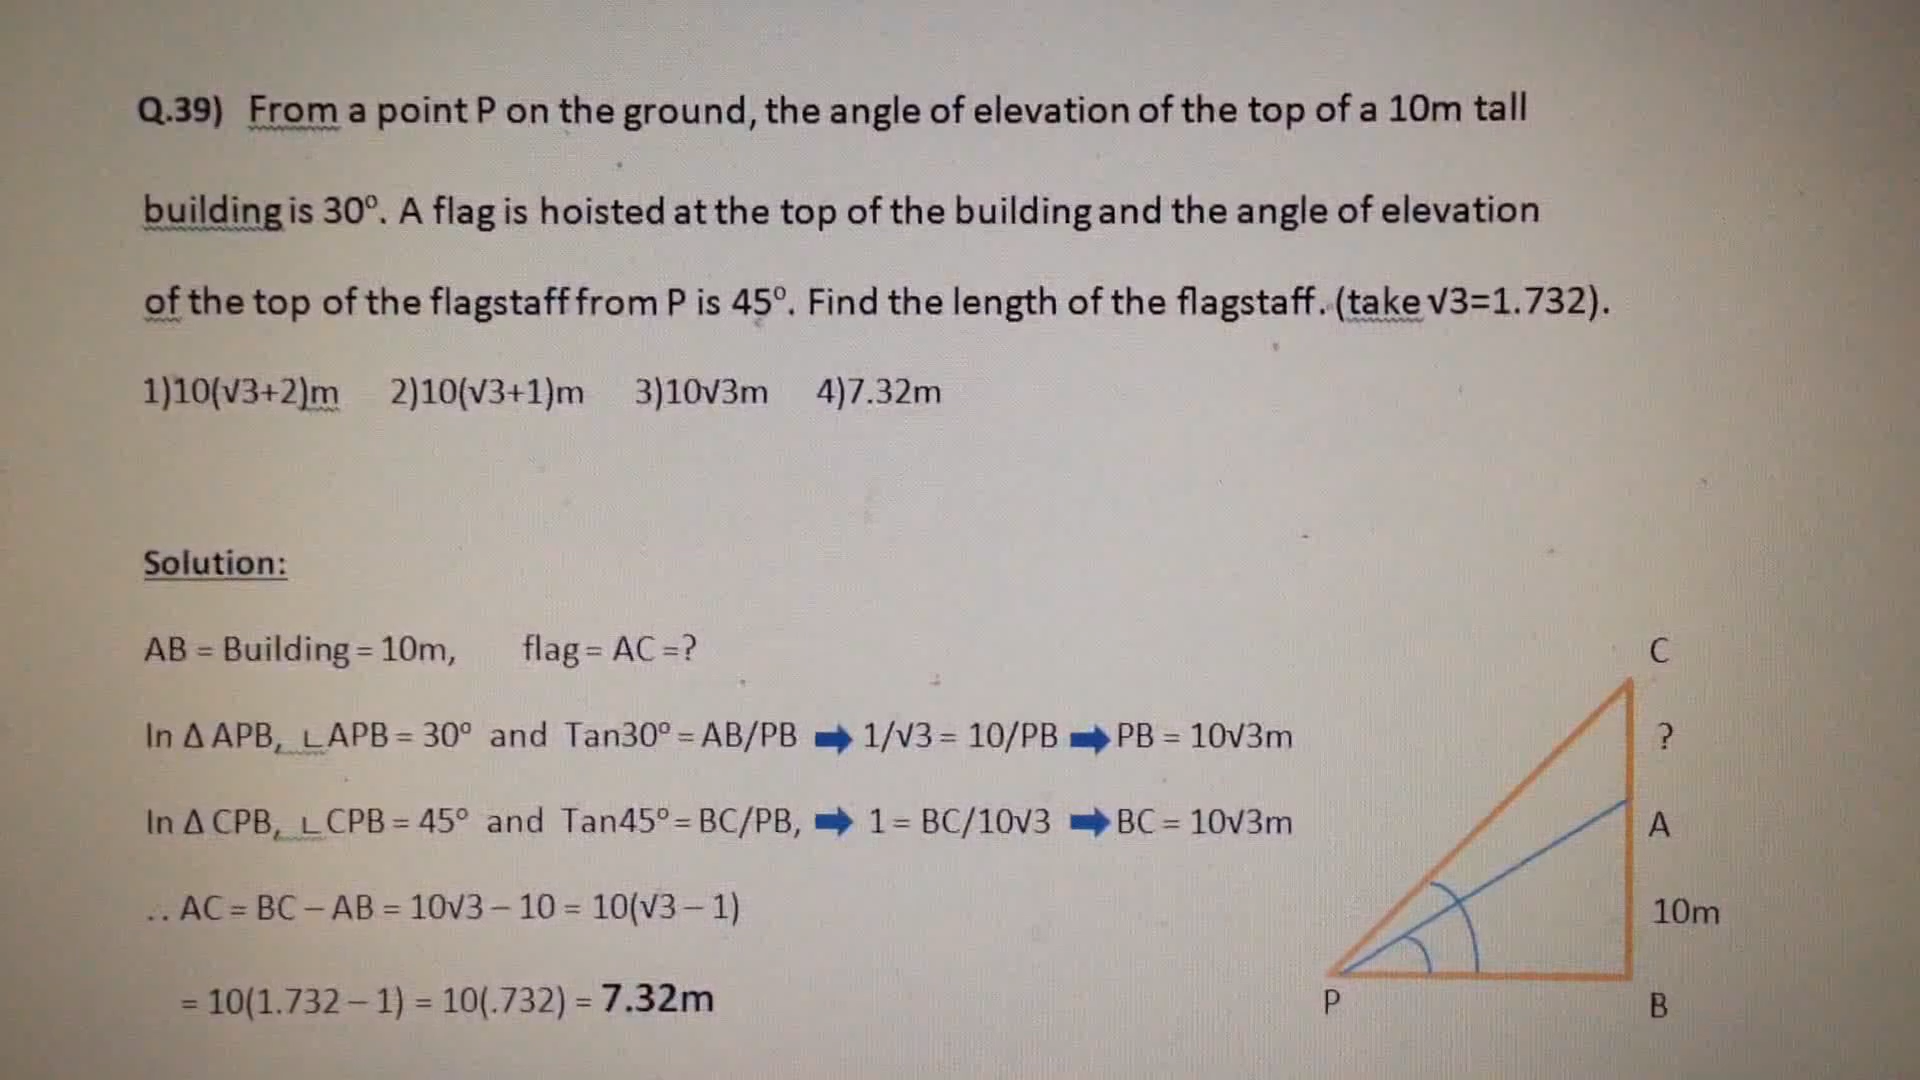 Q.39) From a point P on the ground, the angle of elevation of the top of a 10m tall
building is 30°. A flag is hoisted at the top of the building and the angle of elevation
of the top of the flagstaff from P is 45°. Find the length of the flagstaff. (take √3=1.732).
1)10(√3+2)m 2)10(√3+1)m 3)10√3m 4)7.32m
Solution:
AB = Building = 10m, flag = AC =?
In Δ APB, ∟APB = 30° and Tan30° = AB/PB ➡ 1/√3 = 10/PB ➡ PB = 10√3m
In Δ CPB, ∟CPB = 45° and Tan45° = BC/PB, ➡ 1 = BC/10√3 ➡ BC = 10√3m
∴ AC = BC – AB = 10√3 – 10 = 10(√3 – 1)
= 10(1.732 – 1) = 10(.732) = 7.32m
C
?
A
10m
P
B